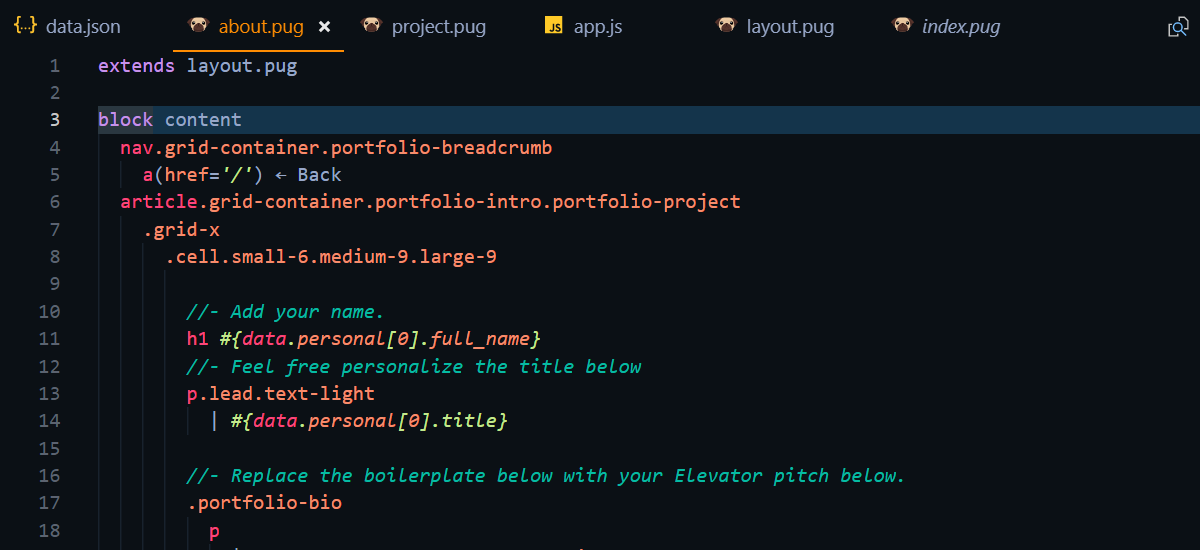 {..} data.json about.pug × project.pug JS app.js layout.pug index.pug
1 extends layout.pug
2
3 block content
4 nav.grid-container.portfolio-breadcrumb
5 a(href='/') ← Back
6 article.grid-container.portfolio-intro.portfolio-project
7 .grid-x
8 .cell.small-6.medium-9.large-9
9
10 //- Add your name.
11 h1 #{data.personal[0].full_name}
12 //- Feel free personalize the title below
13 p.lead.text-light
14 | #{data.personal[0].title}
15
16 //- Replace the boilerplate below with your Elevator pitch below.
17 .portfolio-bio
18 p